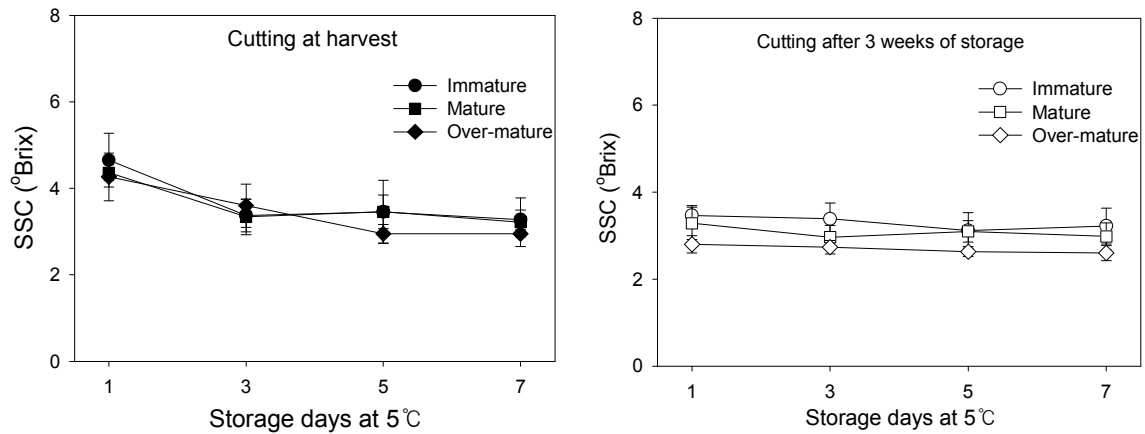 Cutting at harvest
Immature
Mature
Over-mature
8
6
4
2
0
SSC (°Brix)
1 3 5 7
Storage days at 5℃
Cutting after 3 weeks of storage
Immature
Mature
Over-mature
8
6
4
2
0
SSC (°Brix)
1 3 5 7
Storage days at 5℃